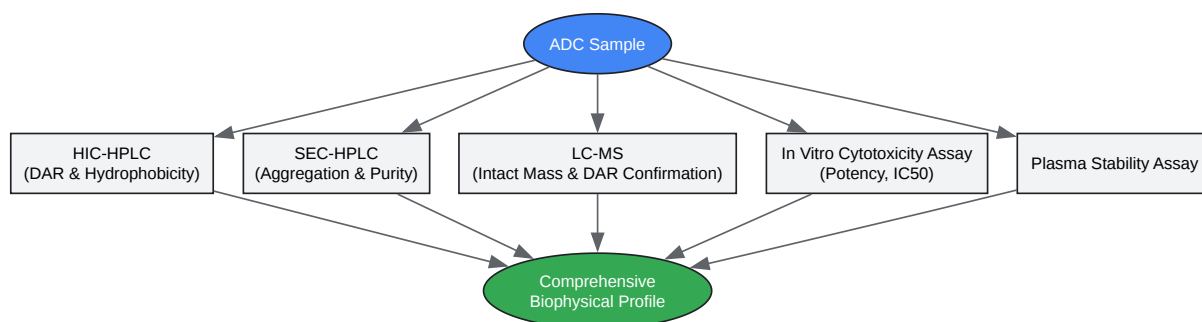 ADC Sample
HIC-HPLC
(DAR & Hydrophobicity)
SEC-HPLC
(Aggregation & Purity)
LC-MS
(Intact Mass & DAR Confirmation)
In Vitro Cytotoxicity Assay
(Potency, IC50)
Plasma Stability Assay
Comprehensive
Biophysical Profile